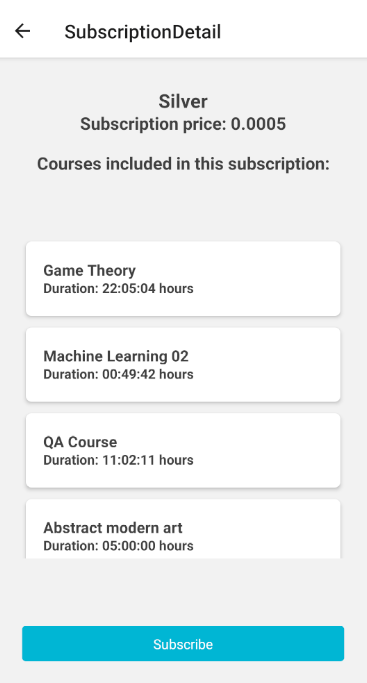 SubscriptionDetail
Silver
Subscription price: 0.0005
Courses included in this subscription:
Game Theory
Duration: 22:05:04 hours
Machine Learning 02
Duration: 00:49:42 hours
QA Course
Duration: 11:02:11 hours
Abstract modern art
Duration: 05:00:00 hours
Subscribe